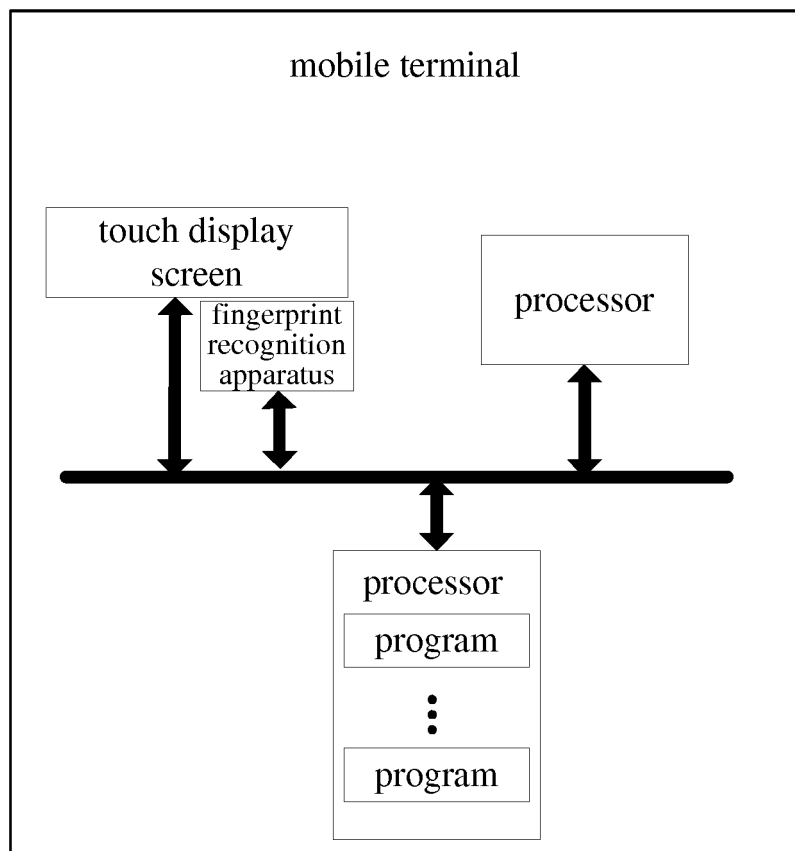 mobile terminal
touch display
screen
fingerprint
recognition
apparatus
processor
processor
program
program